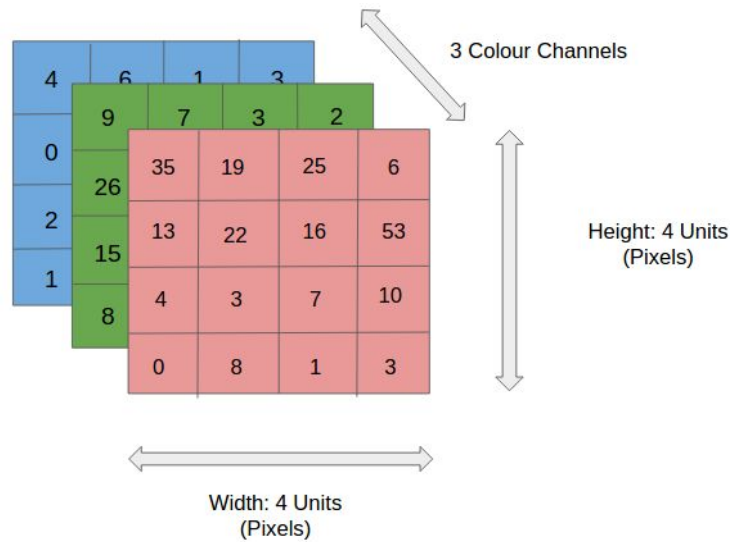 3 Colour Channels
4 6 1 3
9 7 3 2
0
35 19 25 6
26
13 22 16 53
2
15
4 3 7 10
1
8
0 8 1 3
Height: 4 Units
(Pixels)
Width: 4 Units
(Pixels)